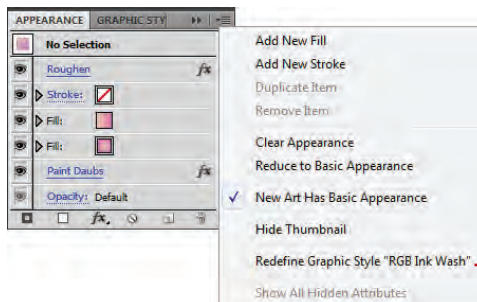 APPEARANCE GRAPHIC STY
No Selection
Roughen fx
Stroke:
Fill:
Fill:
Paint Daubs fx
Opacity: Default
fx.
Add New Fill
Add New Stroke
Duplicate Item
Remove Item
Clear Appearance
Reduce to Basic Appearance
New Art Has Basic Appearance
Hide Thumbnail
Redefine Graphic Style "RGB Ink Wash"
Show All Hidden Attributes